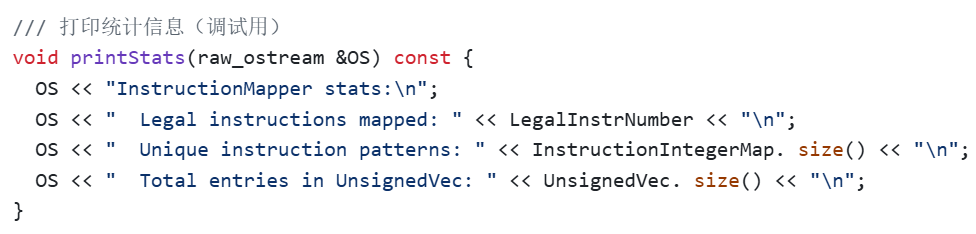 /// 打印统计信息（调试用）
void printStats(raw_ostream &OS) const {
  OS << "InstructionMapper stats:\n";
  OS << "  Legal instructions mapped: " << LegalInstrNumber << "\n";
  OS << "  Unique instruction patterns: " << InstructionIntegerMap. size() << "\n";
  OS << "  Total entries in UnsignedVec: " << UnsignedVec. size() << "\n";
}